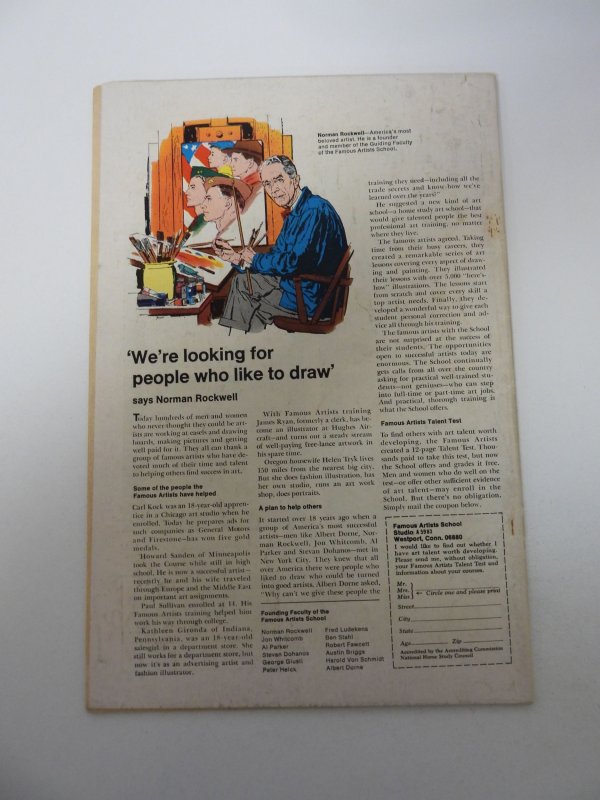 Norman Rockwell—America's most
beloved artist. He is a founder
and member of the Guiding Faculty
of the Famous Artists School.
'We're looking for
people who like to draw'
says Norman Rockwell
Today hundreds of men and women
who never thought they could be art-
ists are working at easels and drawing
boards, making pictures and getting
well paid for it. They all can thank a
group of famous artists who have de-
voted much of their time and talent
to helping others find success in art.
Some of the people the
Famous Artists have helped
Carl Kock was an 18-year-old appren-
tice in a Chicago art studio when he
enrolled. Today he prepares ads for
such companies as General Motors
and Firestone—has won five gold
medals.
Howard Sanden of Minneapolis
took the Course while still in high
school. He is now a successful artist—
recently he and his wife traveled
through Europe and the Middle East
on important art assignments.
Paul Sullivan enrolled at 14. His
Famous Artists training helped him
work his way through college.
Kathleen Gironda of Indiana,
Pennsylvania, was an 18-year-old
salesgirl in a department store. She
still works for a department store, but
now it's as an advertising artist and
fashion illustrator.
With Famous Artists training
James Ryan, formerly a clerk, has be-
come an illustrator at Hughes Air-
craft—and turns out a steady stream
of well-paying free-lance artwork in
his spare time.
Oregon housewife Helen Tryk lives
150 miles from the nearest big city.
But she does fashion illustration, has
her own studio, runs an art work
shop, does portraits.
A plan to help others
It started over 18 years ago when a
group of America's most successful
artists—men like Albert Dorne, Nor-
man Rockwell, Jon Whitcomb, Al
Parker and Stevan Dohanos—met in
New York City. They knew that all
over America there were people who
liked to draw who could be turned
into good artists. Albert Dorne asked,
"Why can't we give these people the
Founding Faculty of the
Famous Artists School
Norman Rockwell
Jon Whitcomb
Al Parker
Stevan Dohanos
George Giusti
Peter Helck
Fred Ludekens
Ben Stahl
Robert Fawcett
Austin Briggs
Harold Von Schmidt
Albert Dorne
training they need—including all the
trade secrets and know-how we've
learned over the years?"
He suggested a new kind of art
school—a home study art school—that
would give talented people the best
professional art training, no matter
where they live.
The famous artists agreed. Taking
time from their busy careers, they
created a remarkable series of art
lessons covering every aspect of draw-
ing and painting. They illustrated
their lessons with over 5,000 "here's-
how" illustrations. The lessons start
from scratch and cover every skill a
top artist needs. Finally, they de-
veloped a wonderful way to give each
student personal correction and ad-
vice all through his training.
The famous artists with the School
are not surprised at the success of
their students. The opportunities
open to successful artists today are
enormous. The School continually
gets calls from all over the country
asking for practical well-trained stu-
dents—not geniuses—who can step
into full-time or part-time art jobs.
And practical, thorough training is
what the School offers.
Famous Artists Talent Test
To find others with art talent worth
developing, the Famous Artists
created a 12-page Talent Test. Thou-
sands paid to take this test, but now
the School offers and grades it free.
Men and women who do well on the
test—or offer other sufficient evidence
of art talent—may enroll in the
School. But there's no obligation.
Simply mail the coupon below.
Famous Artists School
Studio A 5983
Westport, Conn. 06880
I would like to find out whether I
have art talent worth developing.
Please send me, without obligation,
your Famous Artists Talent Test and
information about your courses.
Mr.
Mrs. ← Circle one and please print
Miss
Street
City
State
Age Zip
Accredited by the Accrediting Commission
National Home Study Council